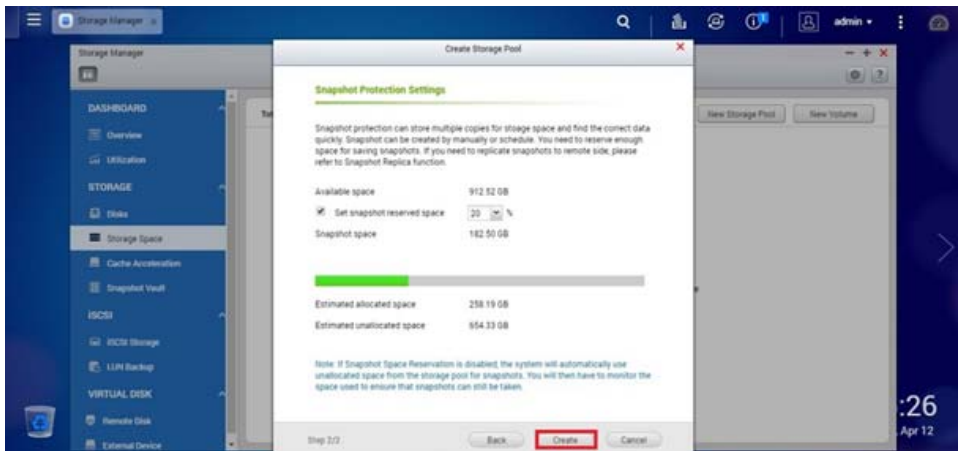 Storage Manager
admin
Storage Manager
Create Storage Pool
New Storage Pool
New Volume
DASHBOARD
Overview
Utilization
STORAGE
Disks
Storage Space
Cache Acceleration
Snapshot Vault
iSCSI
iSCSI Storage
LUN Backup
VIRTUAL DISK
Remote Disk
External Device
Snapshot Protection Settings
Snapshot protection can store multiple copies for stoage space and find the correct data
quickly. Snapshot can be created by manually or schedule. You need to reserve enough
space for saving snapshots. If you need to replicate snapshots to remote side, please
refer to Snapshot Replica function.
Available space 912.52 GB
Set snapshot reserved space 20 %
Snapshot space 182.50 GB
Estimated allocated space 258.19 GB
Estimated unallocated space 654.33 GB
Note: If Snapshot Space Reservation is disabled, the system will automatically use
unallocated space from the storage pool for snapshots. You will then have to monitor the
space used to ensure that snapshots can still be taken.
Step 2/2
Back
Create
Cancel
:26
Apr 12